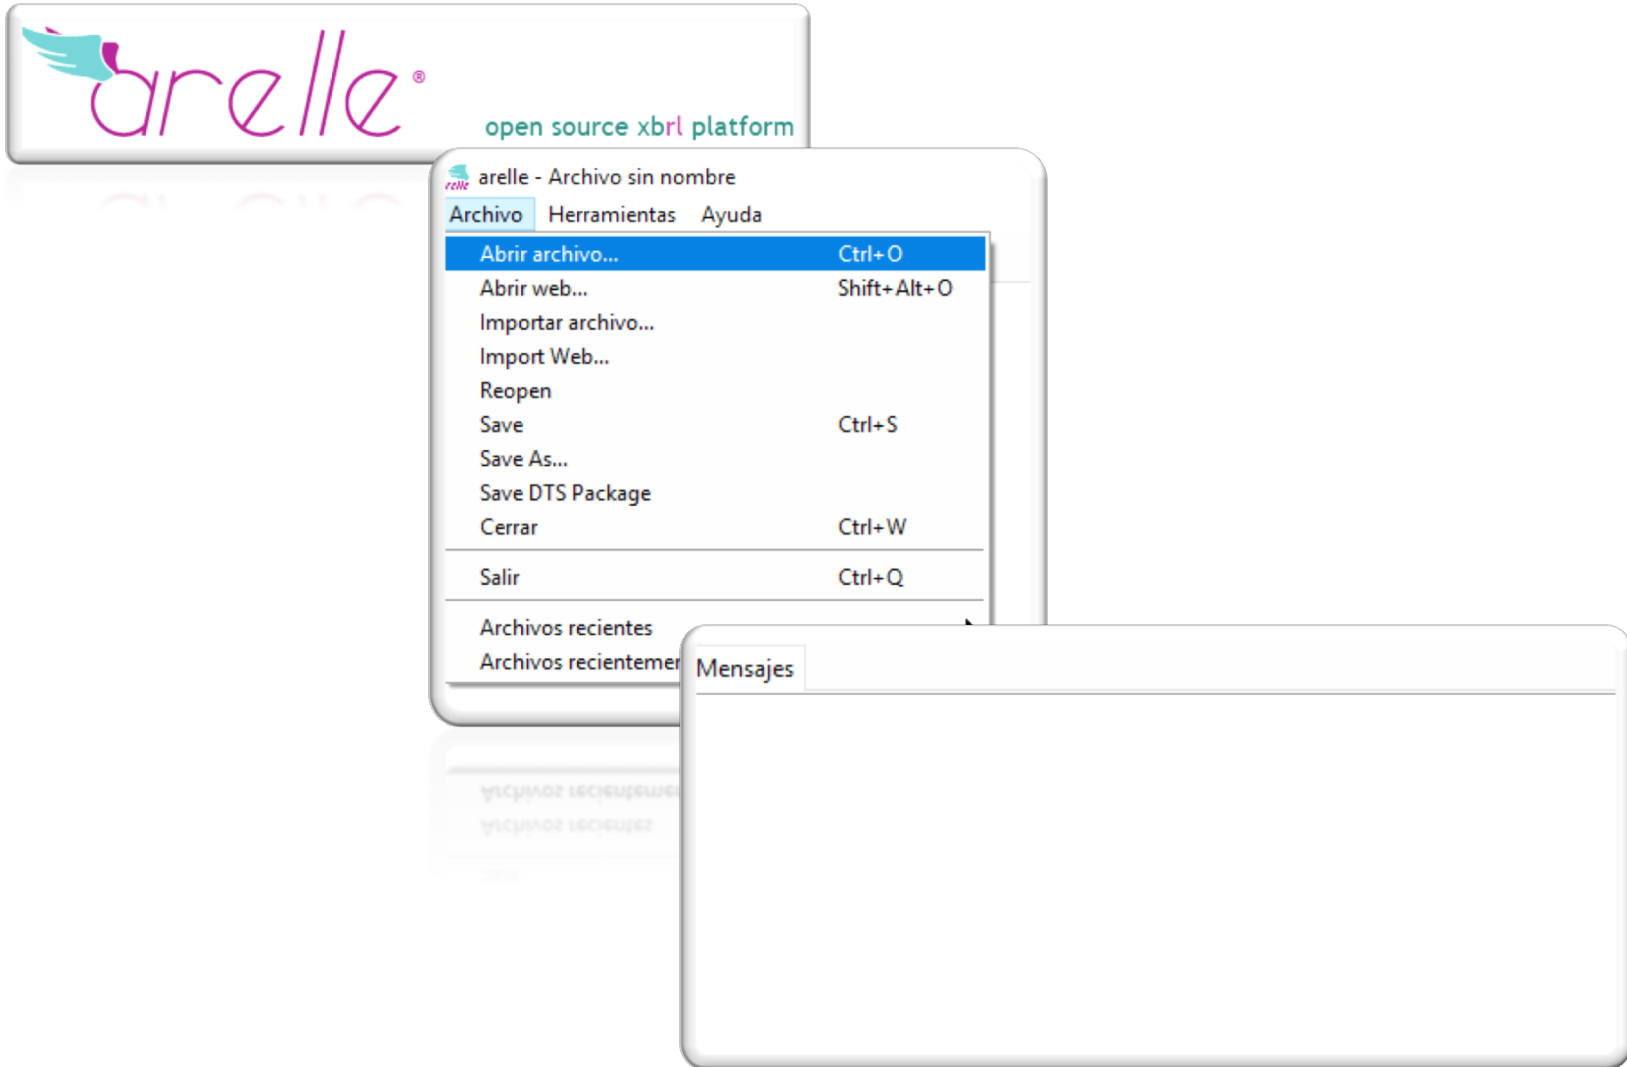 arelle®
open source xbrl platform
arelle
arelle - Archivo sin nombre
Archivo Herramientas Ayuda
Abrir archivo... Ctrl+O
Abrir web... Shift+Alt+O
Importar archivo...
Import Web...
Reopen
Save Ctrl+S
Save As...
Save DTS Package
Cerrar Ctrl+W
Salir Ctrl+Q
Archivos recientes
Archivos
Mensajes